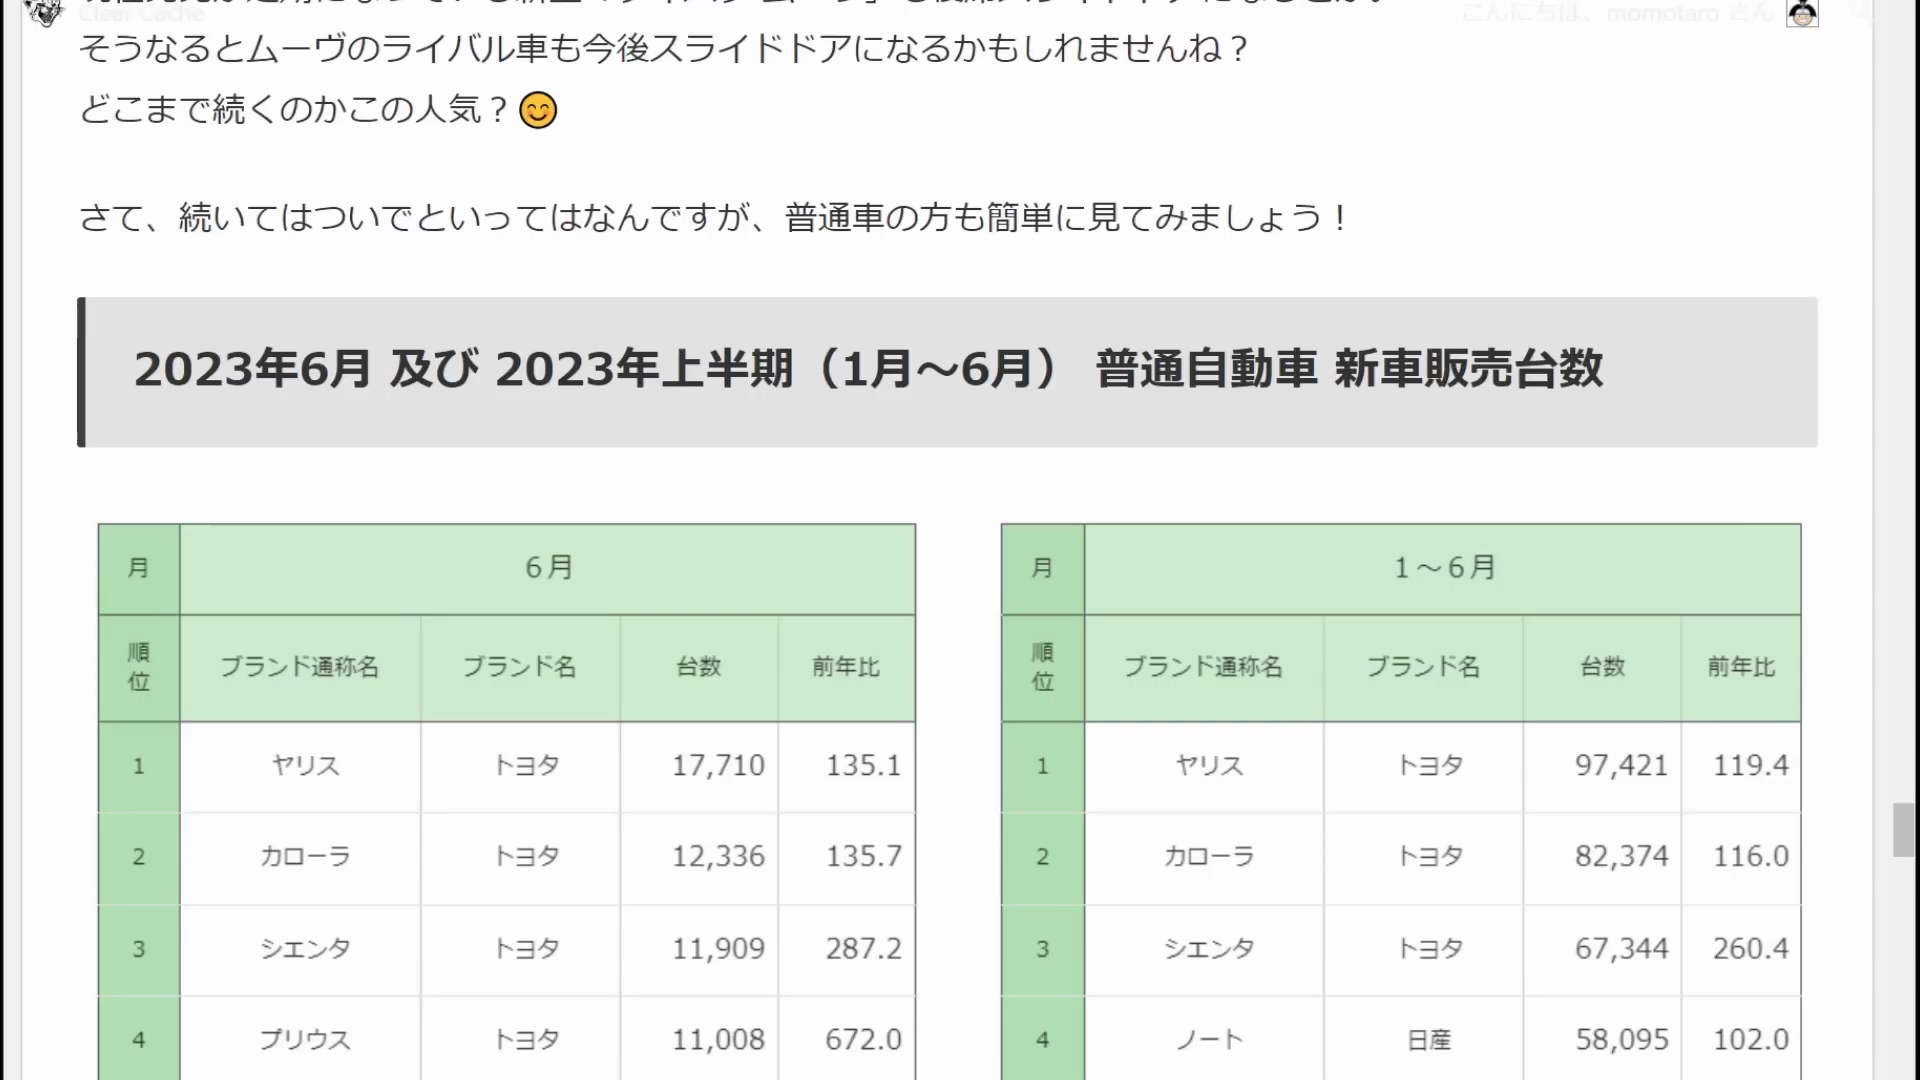 Clear Cache
こんにちは、momotaro さん
そうなるとムーヴのライバル車も今後スライドドアになるかもしれませんね？
どこまで続くのかこの人気？😊
さて、続いてはついでといってはなんですが、普通車の方も簡単に見てみましょう！
2023年6月 及び 2023年上半期（1月～6月） 普通自動車 新車販売台数
月 6月
順位 ブランド通称名 ブランド名 台数 前年比
1 ヤリス トヨタ 17,710 135.1
2 カローラ トヨタ 12,336 135.7
3 シエンタ トヨタ 11,909 287.2
4 プリウス トヨタ 11,008 672.0
月 1～6月
順位 ブランド通称名 ブランド名 台数 前年比
1 ヤリス トヨタ 97,421 119.4
2 カローラ トヨタ 82,374 116.0
3 シエンタ トヨタ 67,344 260.4
4 ノート 日産 58,095 102.0